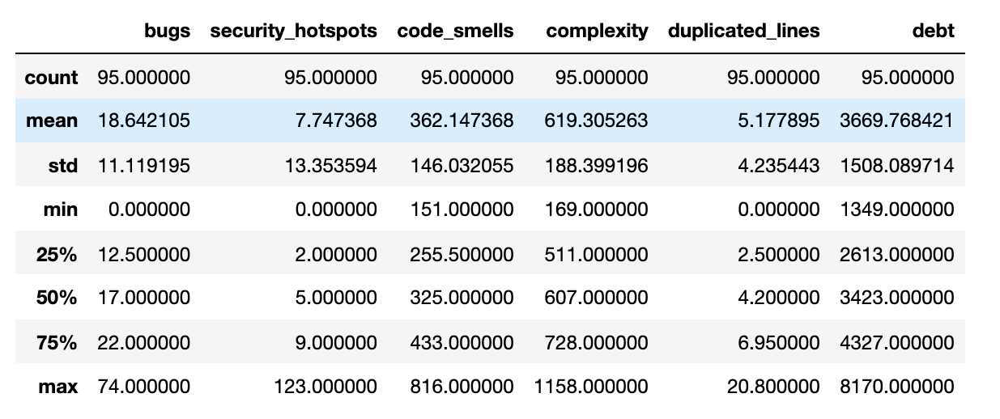 bugs security_hotspots code_smells complexity duplicated_lines debt
count 95.000000 95.000000 95.000000 95.000000 95.000000 95.000000
mean 18.642105 7.747368 362.147368 619.305263 5.177895 3669.768421
std 11.119195 13.353594 146.032055 188.399196 4.235443 1508.089714
min 0.000000 0.000000 151.000000 169.000000 0.000000 1349.000000
25% 12.500000 2.000000 255.500000 511.000000 2.500000 2613.000000
50% 17.000000 5.000000 325.000000 607.000000 4.200000 3423.000000
75% 22.000000 9.000000 433.000000 728.000000 6.950000 4327.000000
max 74.000000 123.000000 816.000000 1158.000000 20.800000 8170.000000